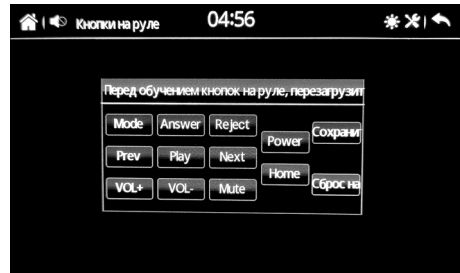 Кнопки на руле 04:56
Перед обучением кнопок на руле, перезагрузит
Mode Answer Reject Power Сохрани
Prev Play Next Home Сброс на
VOL+ VOL- Mute